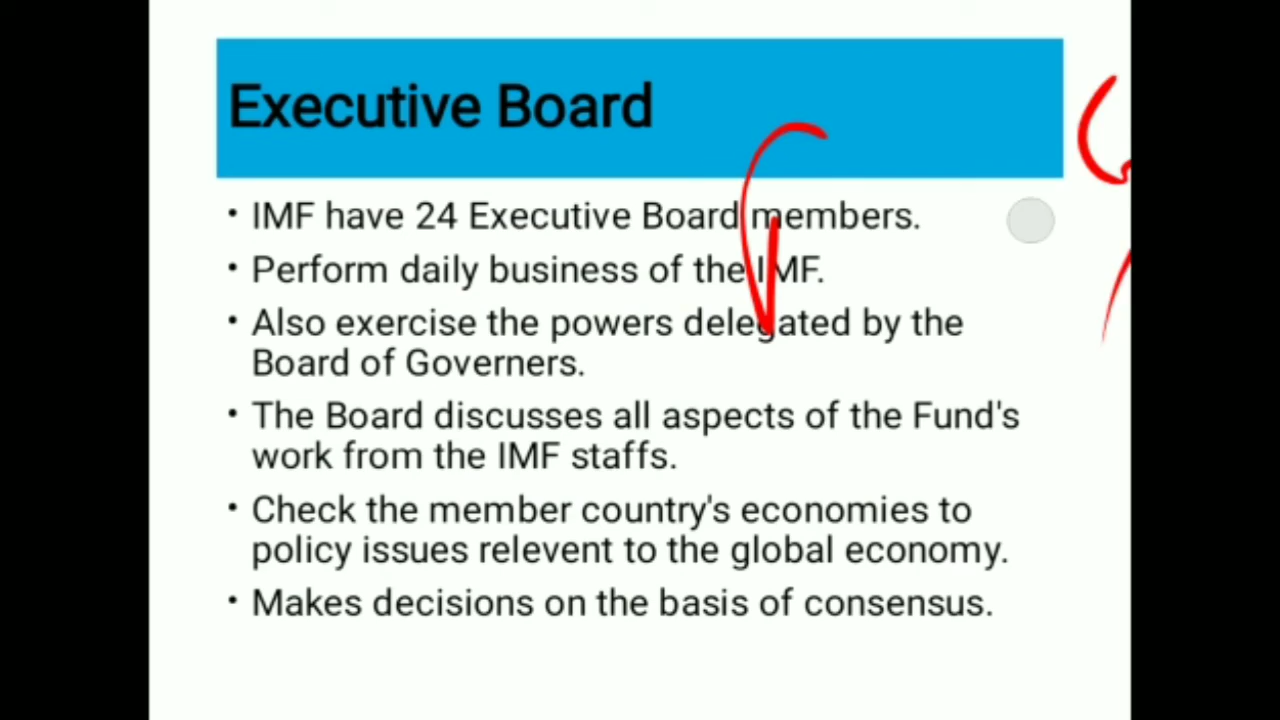 Executive Board
• IMF have 24 Executive Board members.
• Perform daily business of the IMF.
• Also exercise the powers delegated by the
Board of Governers.
• The Board discusses all aspects of the Fund's
work from the IMF staffs.
• Check the member country's economies to
policy issues relevent to the global economy.
• Makes decisions on the basis of consensus.